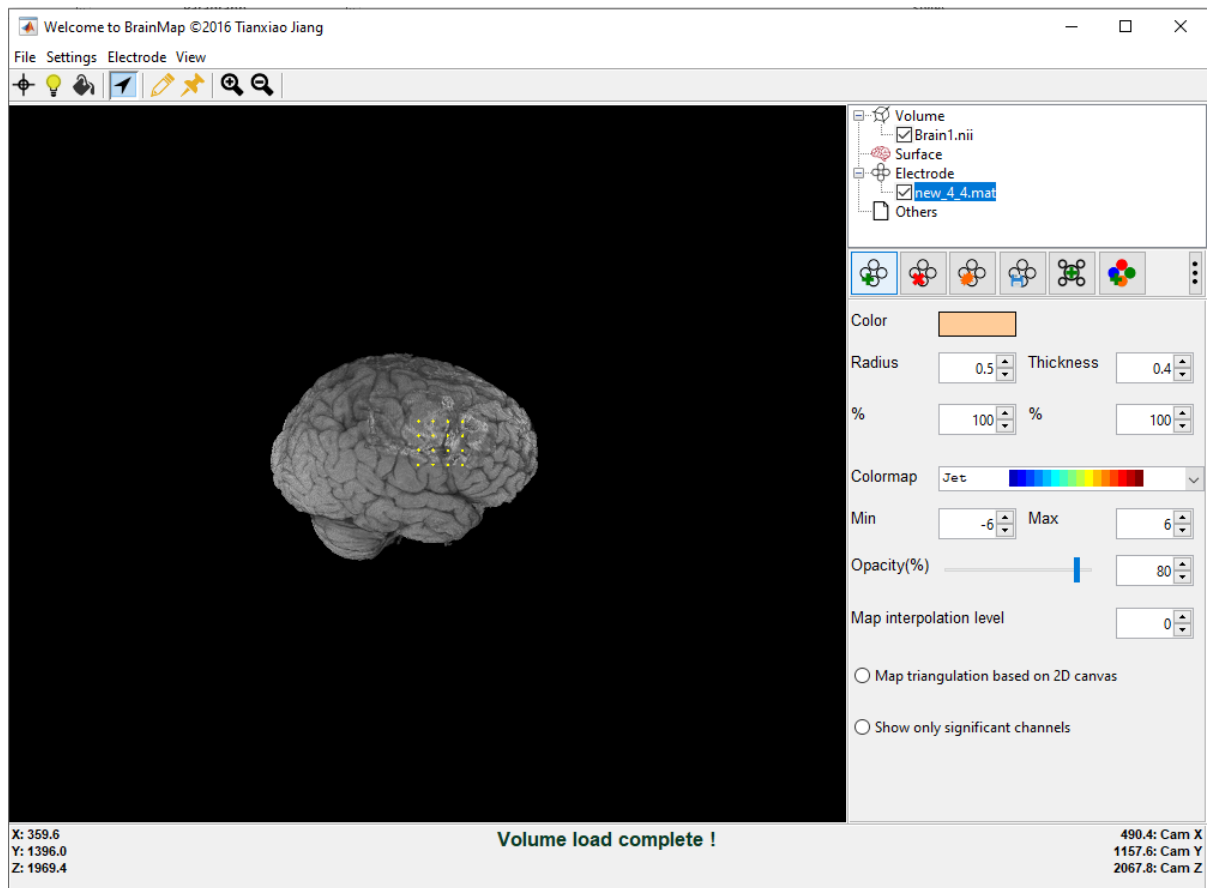 Welcome to BrainMap ©2016 Tianxiao Jiang
File Settings Electrode View
Volume
Brain1.nii
Surface
Electrode
new_4_4.mat
Others
Color
Radius 0.5 Thickness 0.4
% 100 % 100
Colormap Jet
Min -6 Max 6
Opacity(%) 80
Map interpolation level 0
Map triangulation based on 2D canvas
Show only significant channels
X: 359.6
Y: 1396.0
Z: 1969.4
Volume load complete !
490.4: Cam X
1157.6: Cam Y
2067.8: Cam Z